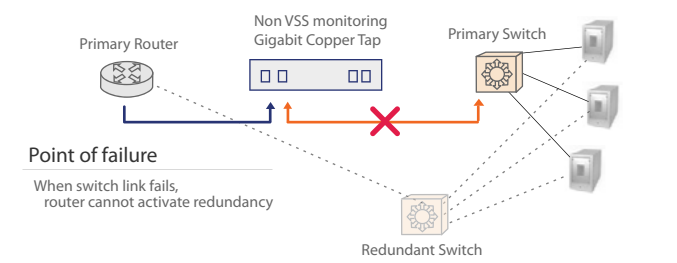 Non VSS monitoring
Gigabit Copper Tap
Primary Router
Primary Switch
Point of failure
When switch link fails,
router cannot activate redundancy
Redundant Switch